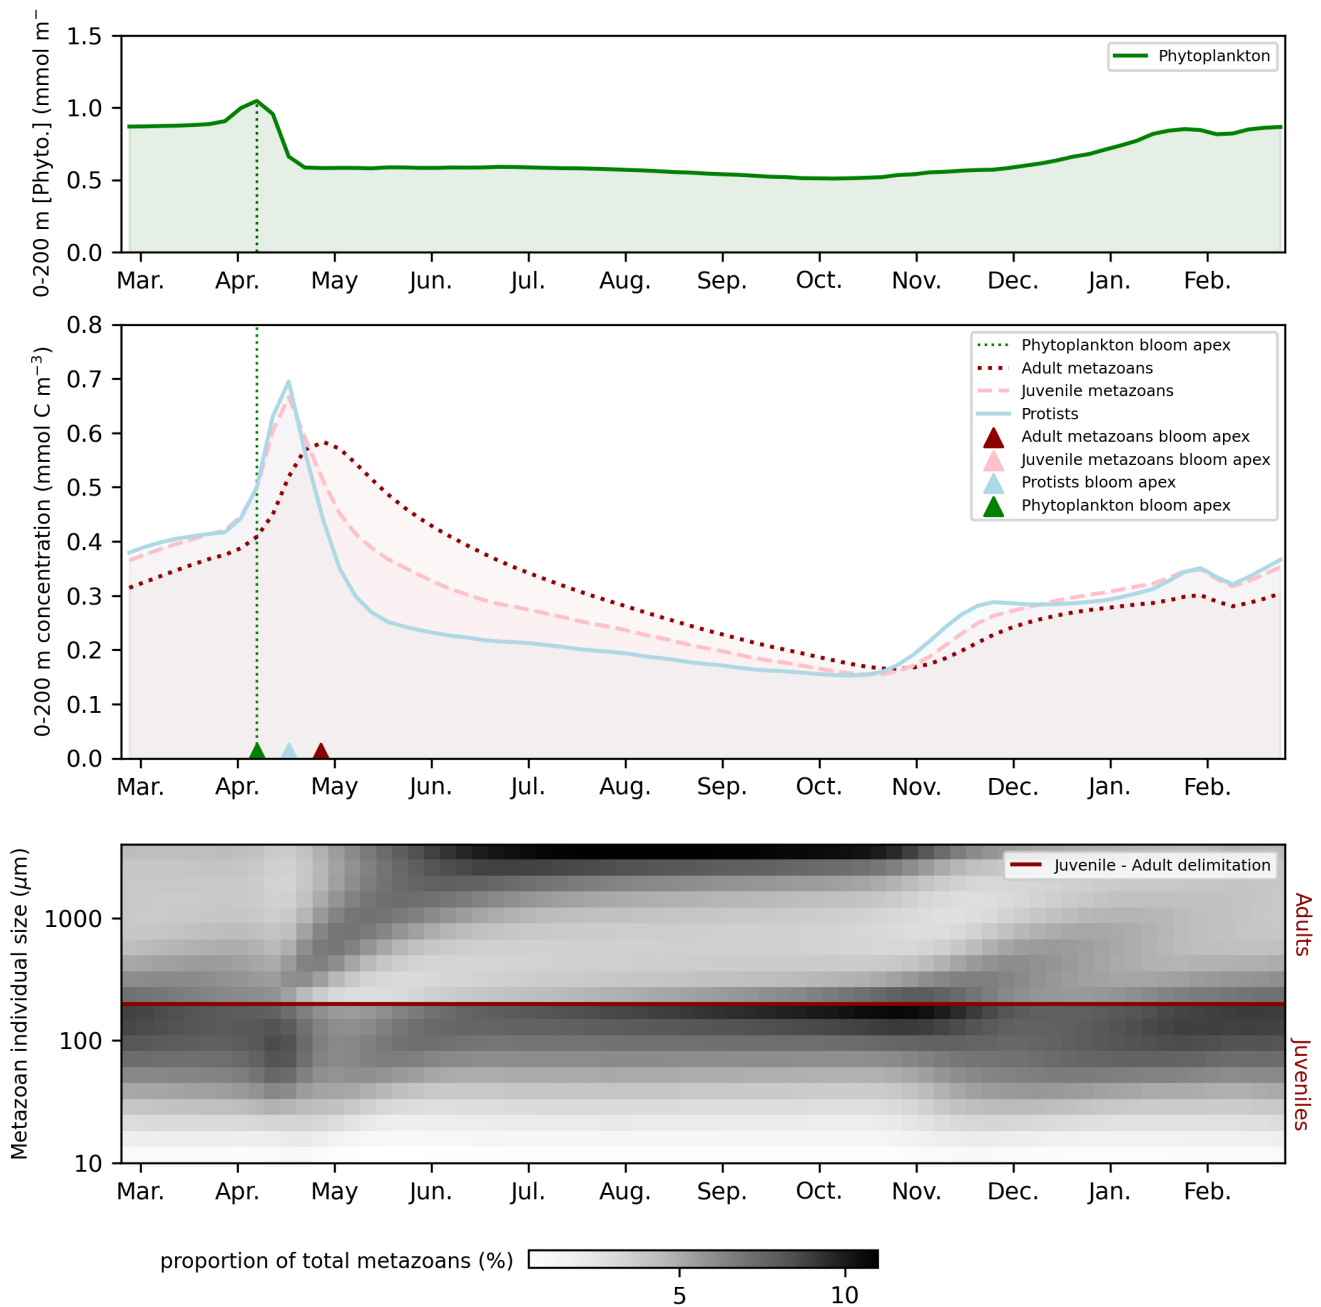 0-200 m [Phyto.] (mmol m⁻
1.5
1.0
0.5
0.0
Phytoplankton
Mar. Apr. May Jun. Jul. Aug. Sep. Oct. Nov. Dec. Jan. Feb.
0-200 m concentration (mmol C m⁻³)
0.8
0.7
0.6
0.5
0.4
0.3
0.2
0.1
0.0
Phytoplankton bloom apex
Adult metazoans
Juvenile metazoans
Protists
Adult metazoans bloom apex
Juvenile metazoans bloom apex
Protists bloom apex
Phytoplankton bloom apex
Mar. Apr. May Jun. Jul. Aug. Sep. Oct. Nov. Dec. Jan. Feb.
Metazoan individual size (μm)
1000
100
10
Juvenile - Adult delimitation
Adults
Juveniles
Mar. Apr. May Jun. Jul. Aug. Sep. Oct. Nov. Dec. Jan. Feb.
proportion of total metazoans (%)
5 10